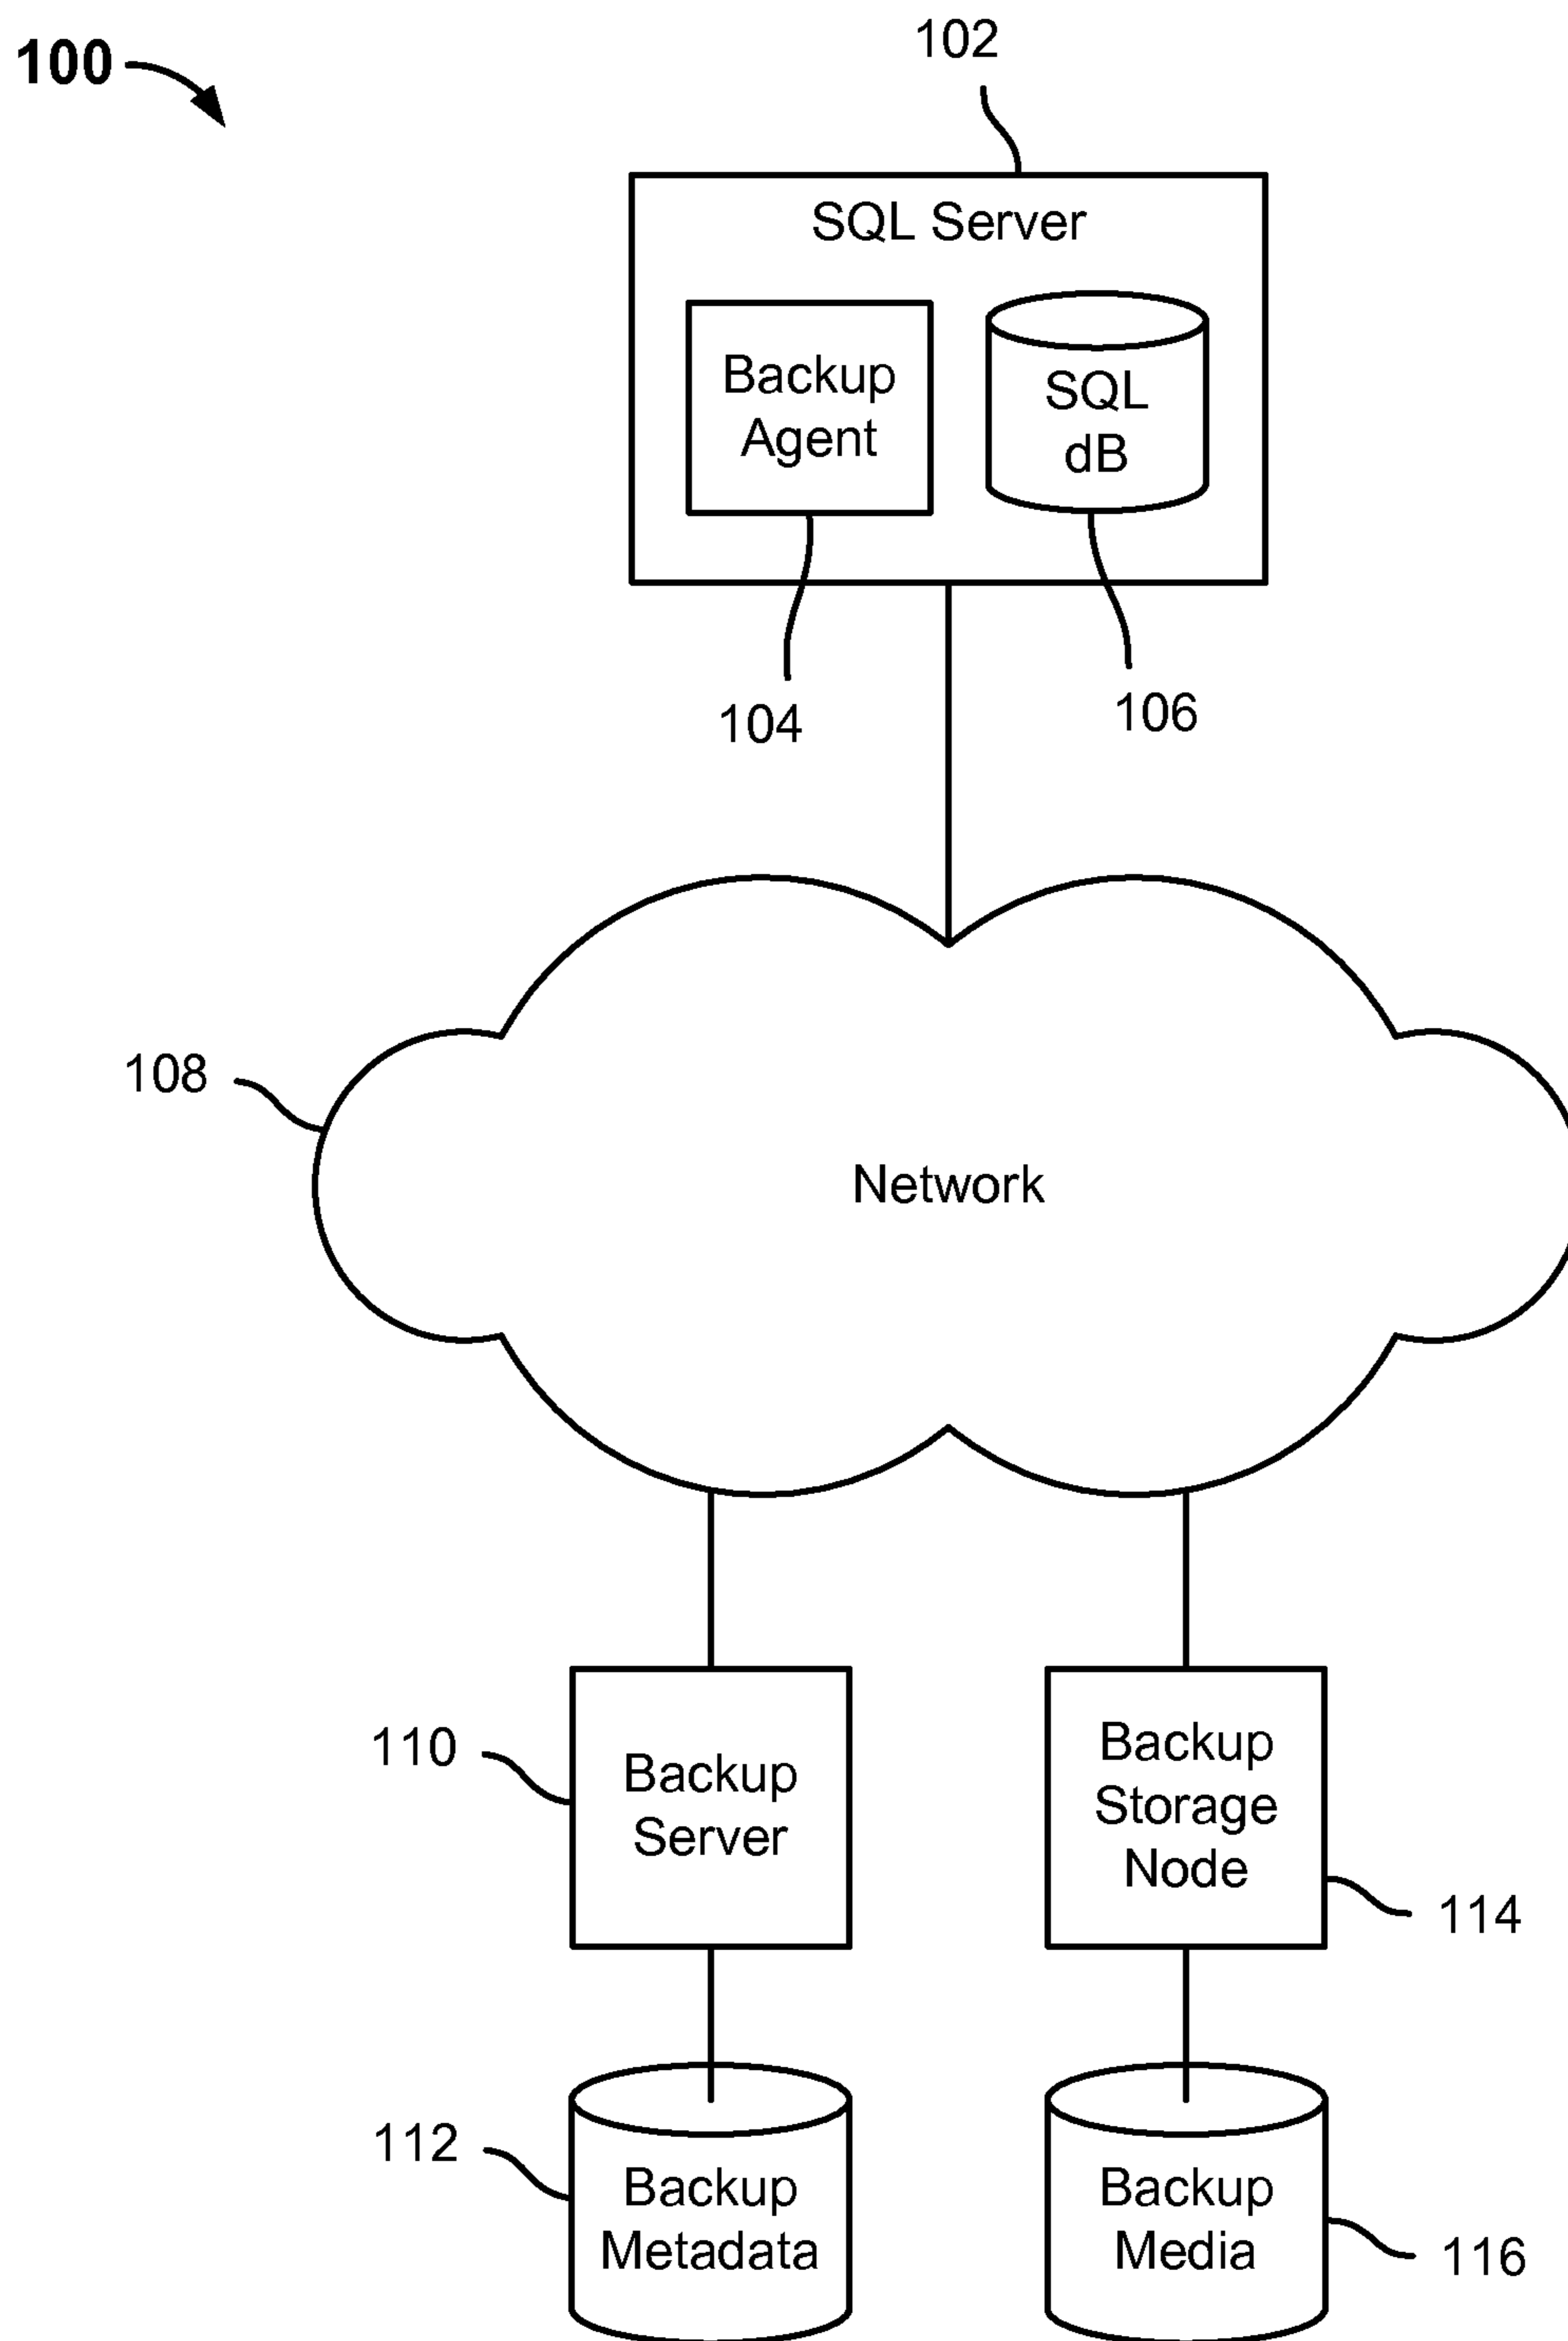 100
102
SQL Server
Backup
Agent
SQL
dB
104
106
108
Network
110
Backup
Server
Backup
Storage
Node
114
112
Backup
Metadata
Backup
Media
116